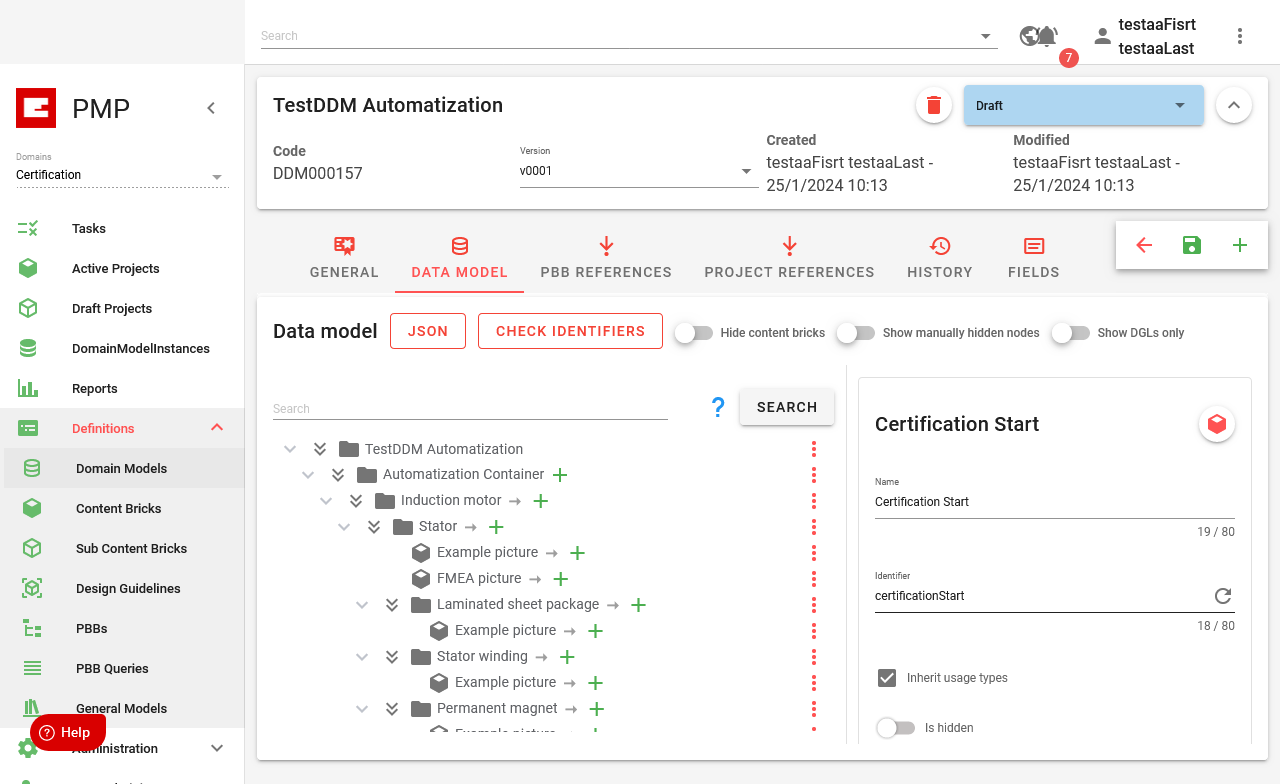 Search
7
testaaFisrt
testaaLast
PMP
Domains
Certification
Tasks
Active Projects
Draft Projects
DomainModelInstances
Reports
Definitions
Domain Models
Content Bricks
Sub Content Bricks
Design Guidelines
PBBs
PBB Queries
General Models
Help
Administration
TestDDM Automatization
Draft
Code
DDM000157
Version
v0001
Created
testaaFisrt testaaLast -
25/1/2024 10:13
Modified
testaaFisrt testaaLast -
25/1/2024 10:13
GENERAL
DATA MODEL
PBB REFERENCES
PROJECT REFERENCES
HISTORY
FIELDS
Data model
JSON
CHECK IDENTIFIERS
Hide content bricks
Show manually hidden nodes
Show DGLs only
Search
?
SEARCH
TestDDM Automatization
Automatization Container
Induction motor
Stator
Example picture
FMEA picture
Laminated sheet package
Example picture
Stator winding
Example picture
Permanent magnet
Example picture
Certification Start
Name
Certification Start
19 / 80
Identifier
certificationStart
18 / 80
Inherit usage types
Is hidden